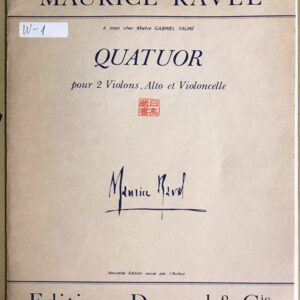 MAURICE RAVEL
W-1
à mon cher Maître GABRIEL FAURÉ
QUATUOR
pour 2 Violons, Alto et Violoncelle
Maurice Ravel
Nouvelle Edition revue par l'Auteur
Editions Durand & Cie